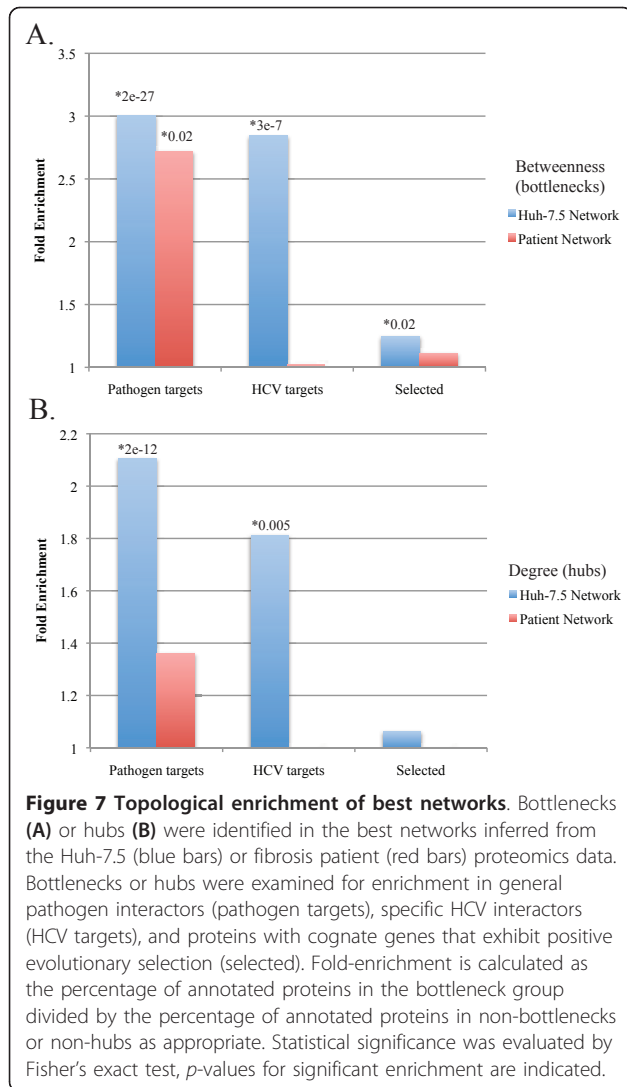 A.
3.5
3
2.5
2
1.5
1
Fold Enrichment
*2e-27
*0.02
*3e-7
*0.02
Pathogen targets
HCV targets
Selected
Betweenness
(bottlenecks)
Huh-7.5 Network
Patient Network
B.
2.2
2
1.8
1.6
1.4
1.2
1
Fold Enrichment
*2e-12
*0.005
Pathogen targets
HCV targets
Selected
Degree (hubs)
Huh-7.5 Network
Patient Network
Figure 7 Topological enrichment of best networks. Bottlenecks
(A) or hubs (B) were identified in the best networks inferred from
the Huh-7.5 (blue bars) or fibrosis patient (red bars) proteomics data.
Bottlenecks or hubs were examined for enrichment in general
pathogen interactors (pathogen targets), specific HCV interactors
(HCV targets), and proteins with cognate genes that exhibit positive
evolutionary selection (selected). Fold-enrichment is calculated as
the percentage of annotated proteins in the bottleneck group
divided by the percentage of annotated proteins in non-bottlenecks
or non-hubs as appropriate. Statistical significance was evaluated by
Fisher's exact test, p-values for significant enrichment are indicated.